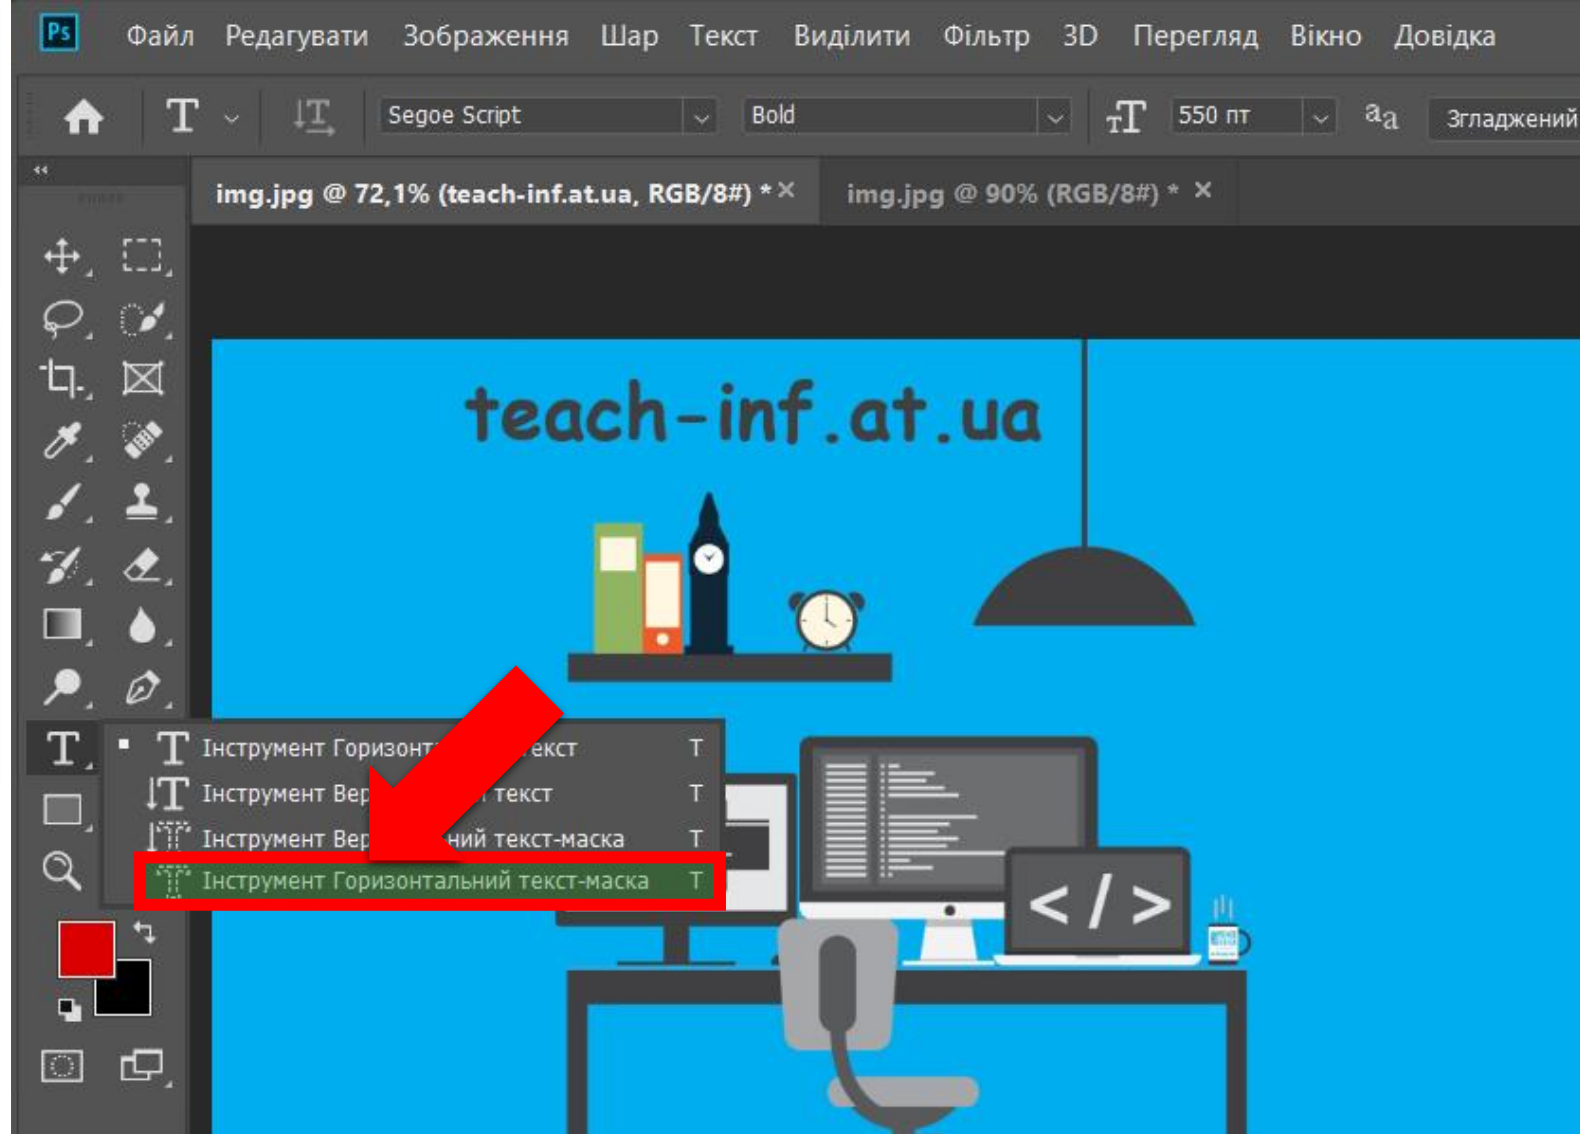 Ps Файл Редагувати Зображення Шар Текст Виділити Фільтр 3D Перегляд Вікно Довідка
T Segoe Script Bold 550 пт Згладжений
img.jpg @ 72,1% (teach-inf.at.ua, RGB/8#) * × img.jpg @ 90% (RGB/8#) * ×
teach-inf.at.ua
T Інструмент Горизонт екст T
T Інструмент Вер текст T
Інструмент Вер ний текст-маска T
Інструмент Горизонтальний текст-маска T
</>